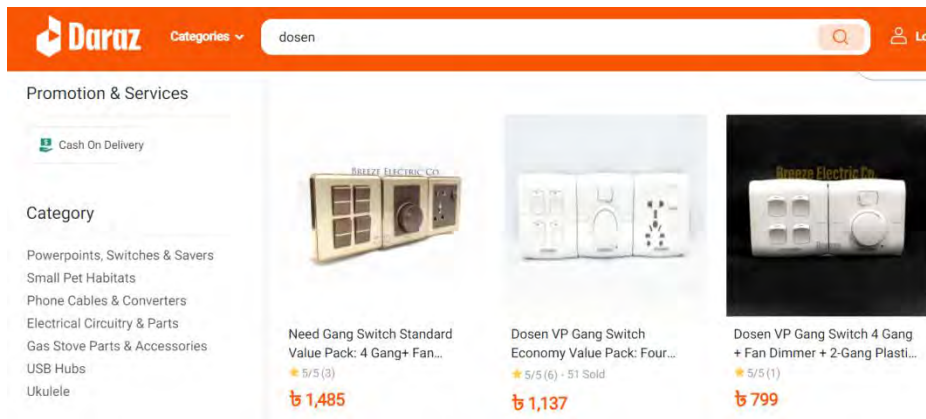 Daraz
Categories
dosen
Promotion & Services
Cash On Delivery
Category
Powerpoints, Switches & Savers
Small Pet Habitats
Phone Cables & Converters
Electrical Circuitry & Parts
Gas Stove Parts & Accessories
USB Hubs
Ukulele
BREEZE ELECTRIC CO.
Need Gang Switch Standard
Value Pack: 4 Gang+ Fan...
5/5 (3)
৳ 1,485
Dosen VP Gang Switch
Economy Value Pack: Four...
5/5 (6) · 51 Sold
৳ 1,137
Breeze Electric Co.
Dosen VP Gang Switch 4 Gang
+ Fan Dimmer + 2-Gang Plasti...
5/5 (1)
৳ 799